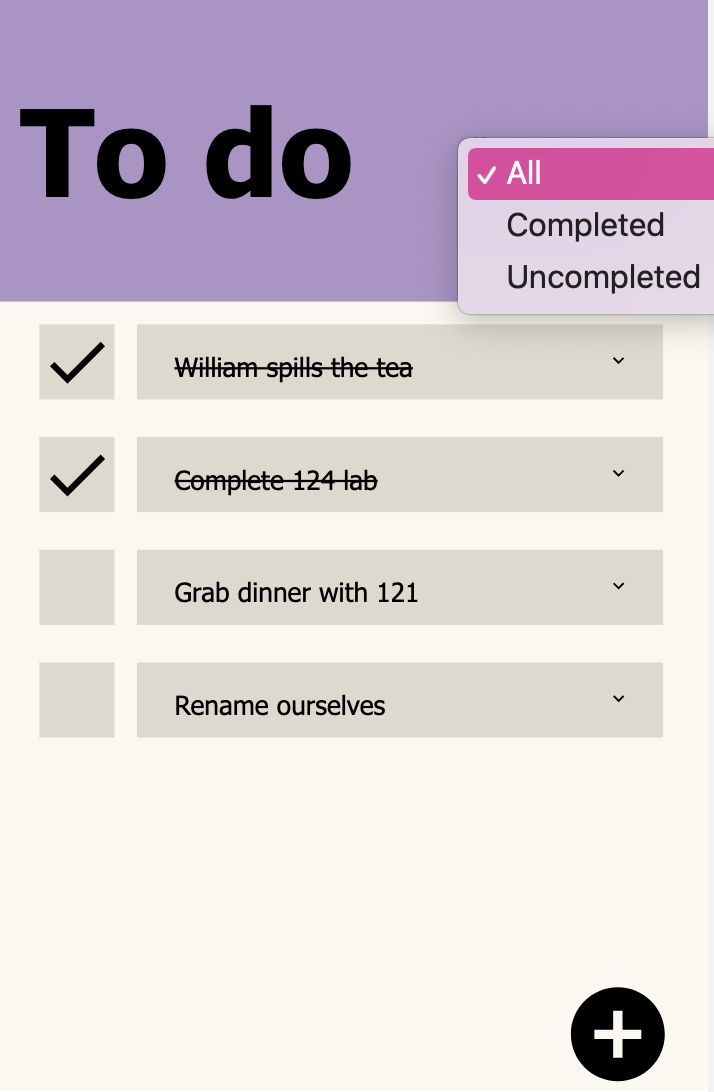 To do
All
Completed
Uncompleted
William spills the tea
Complete 124 lab
Grab dinner with 121
Rename ourselves